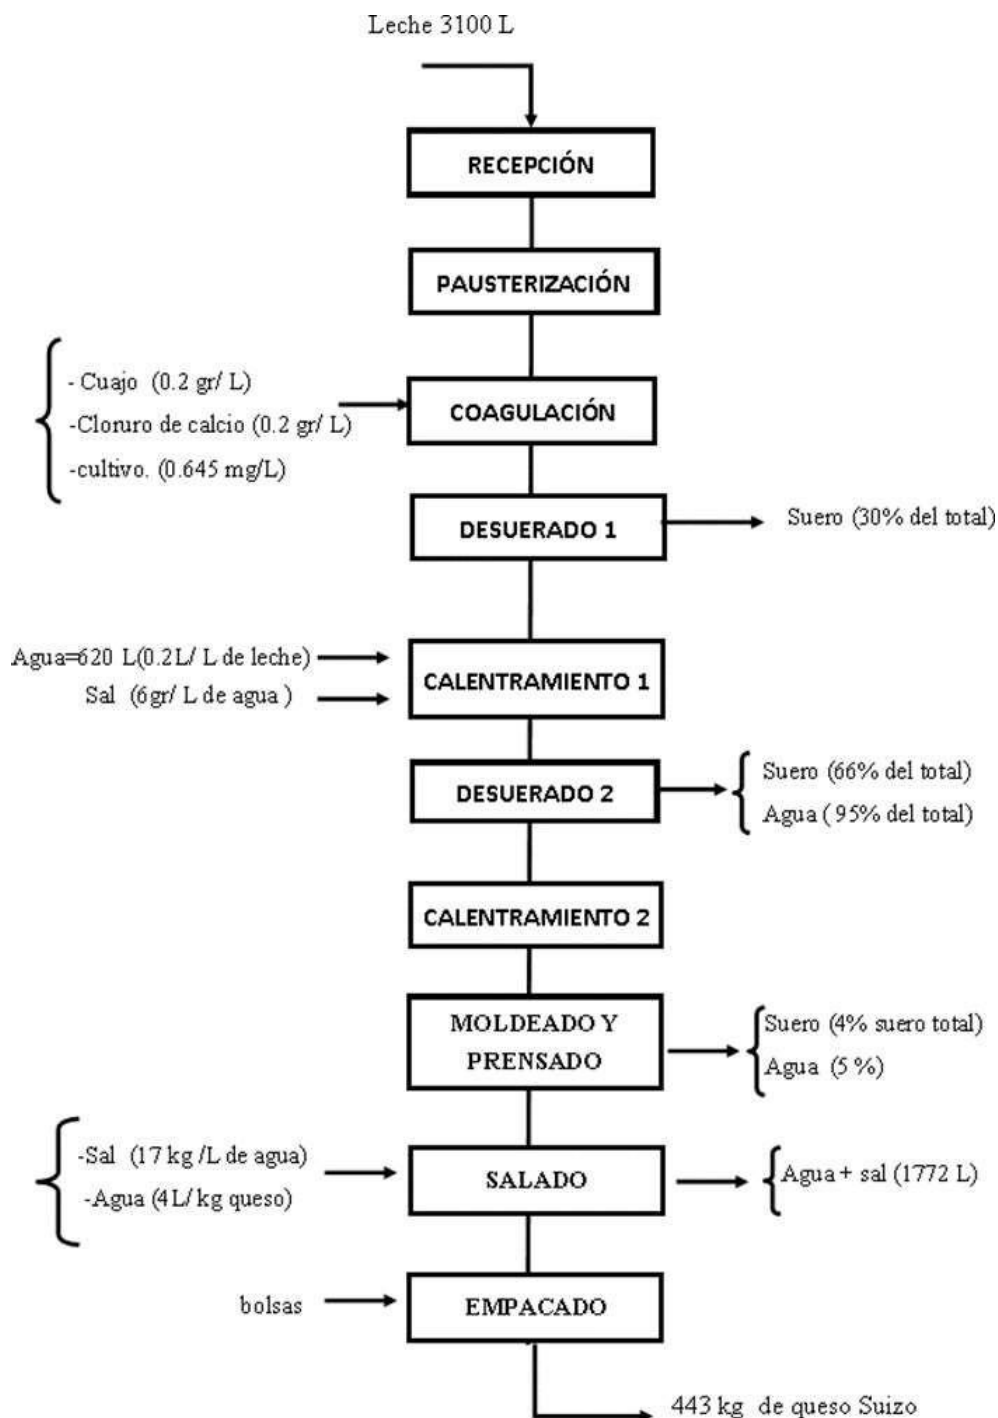 Leche 3100 L
RECEPCIÓN
PAUSTERIZACIÓN
- Cuajo (0.2 gr/ L)
-Cloruro de calcio (0.2 gr/ L)
-cultivo. (0.645 mg/L)
COAGULACIÓN
DESUERADO 1
Suero (30% del total)
Agua=620 L(0.2L/ L de leche)
Sal (6gr/ L de agua )
CALENTRAMIENTO 1
DESUERADO 2
Suero (66% del total)
Agua ( 95% del total)
CALENTRAMIENTO 2
MOLDEADO Y
PRENSADO
Suero (4% suero total)
Agua (5 %)
-Sal (17 kg /L de agua)
-Agua (4L/ kg queso)
SALADO
Agua + sal (1772 L)
bolsas
EMPACADO
443 kg de queso Suizo